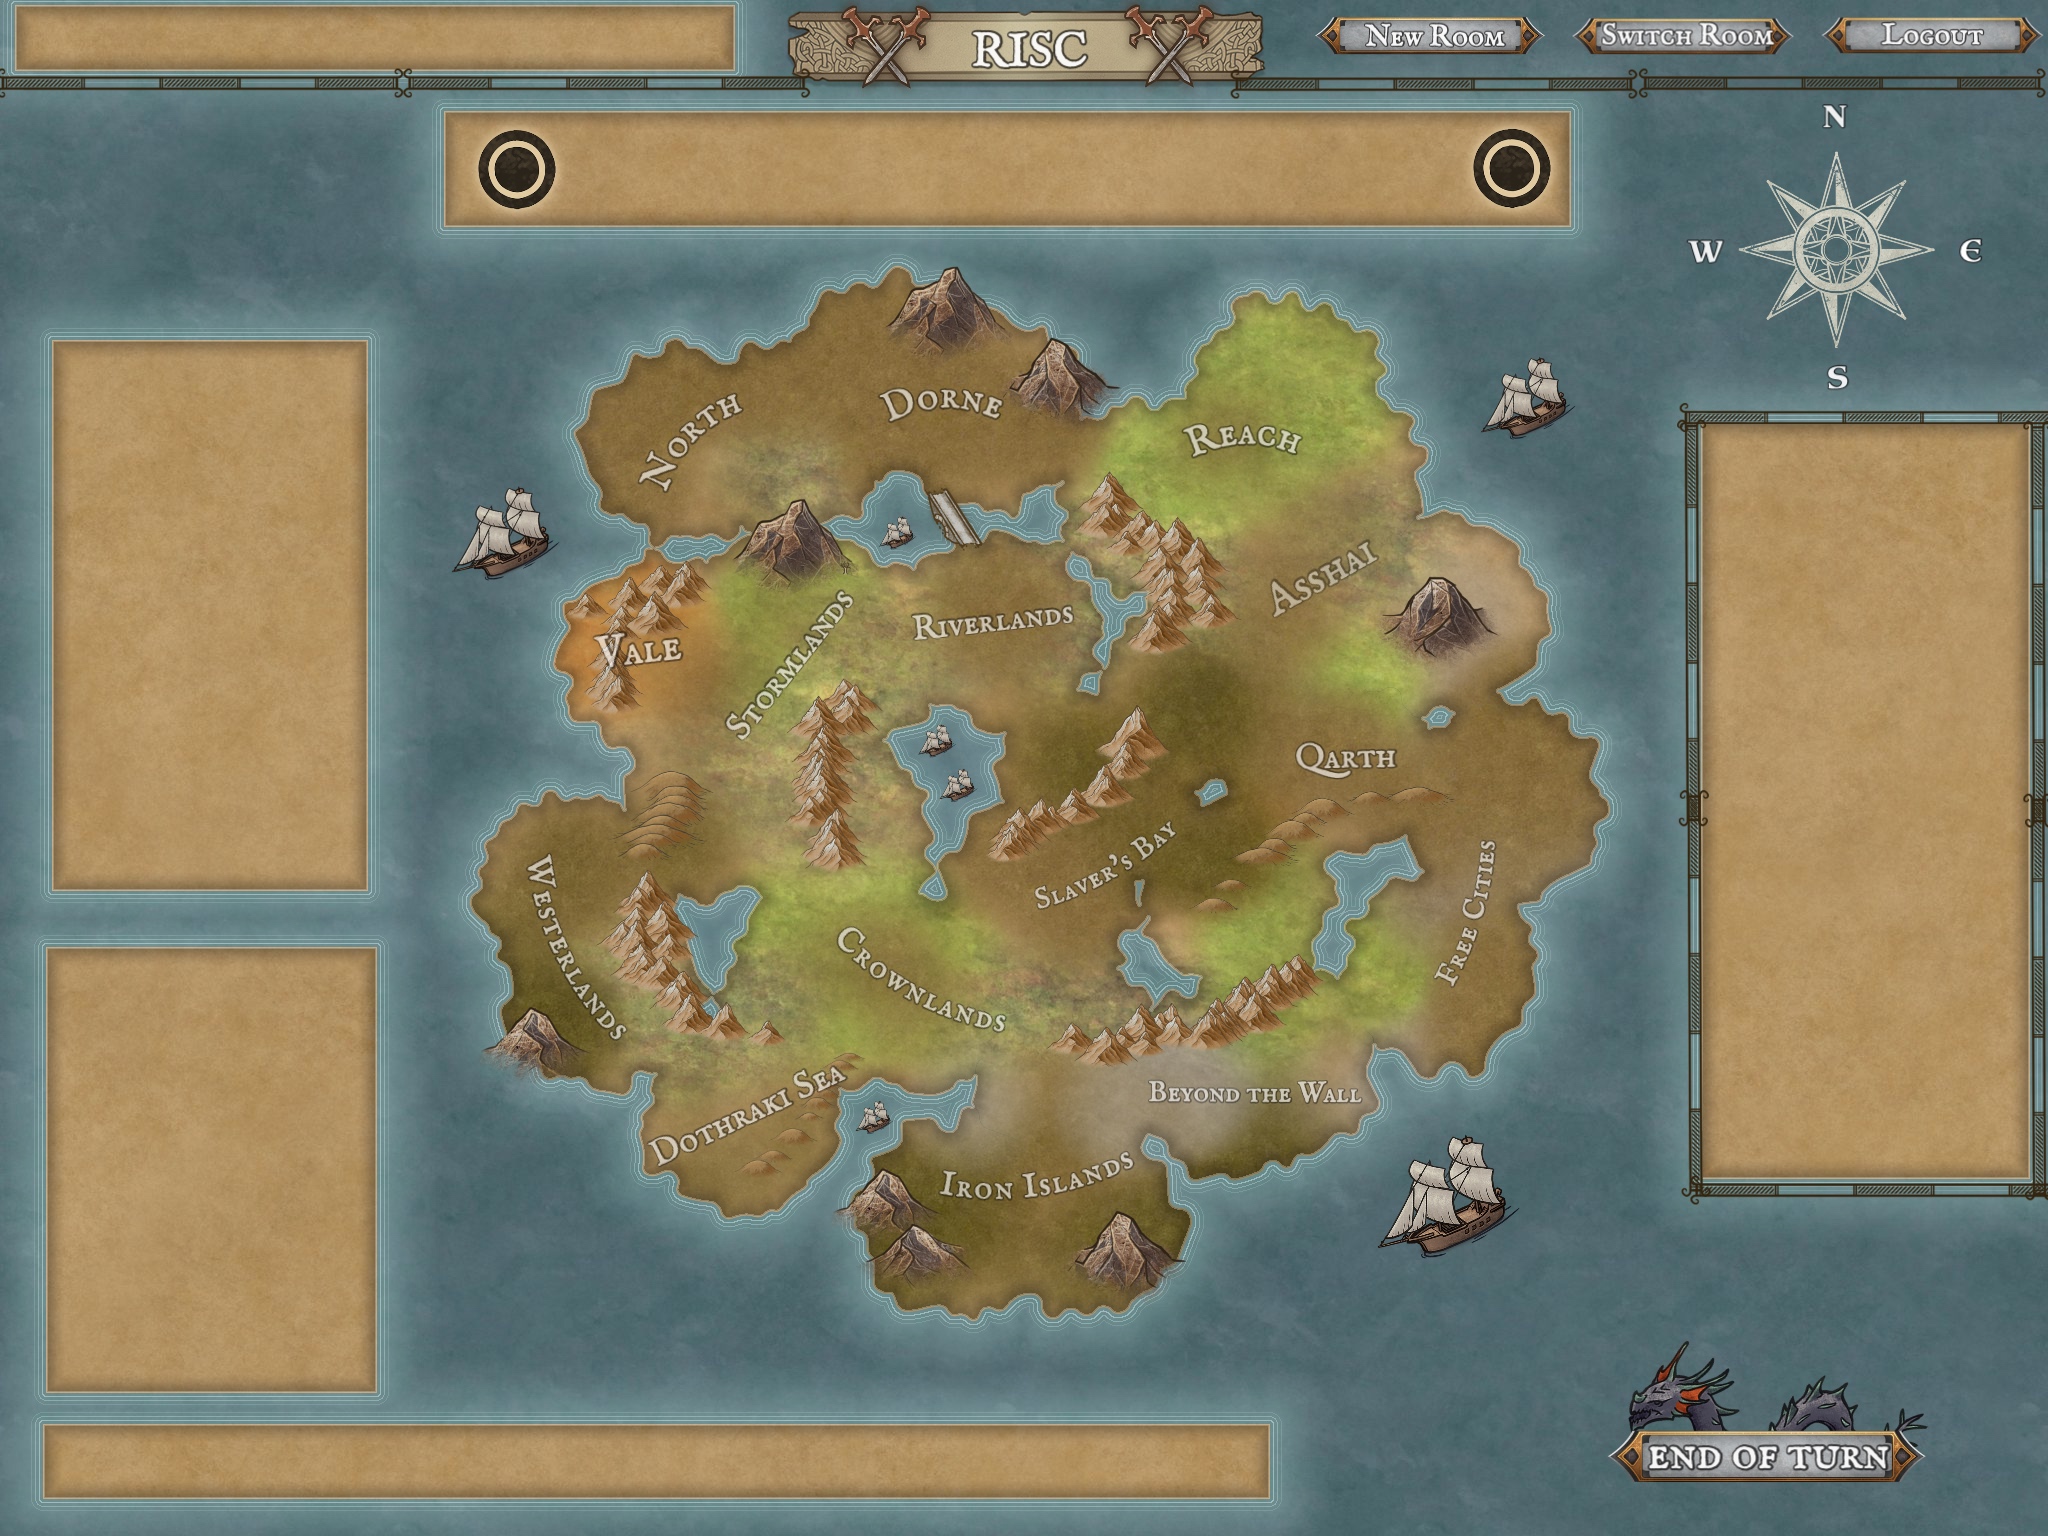 RISC
New Room
Switch Room
Logout
N
W
E
S
North
Dorne
Reach
Asshai
Vale
Stormlands
Riverlands
Qarth
Slaver's Bay
Westerlands
Crownlands
Free Cities
Dothraki Sea
Beyond the Wall
Iron Islands
END OF TURN